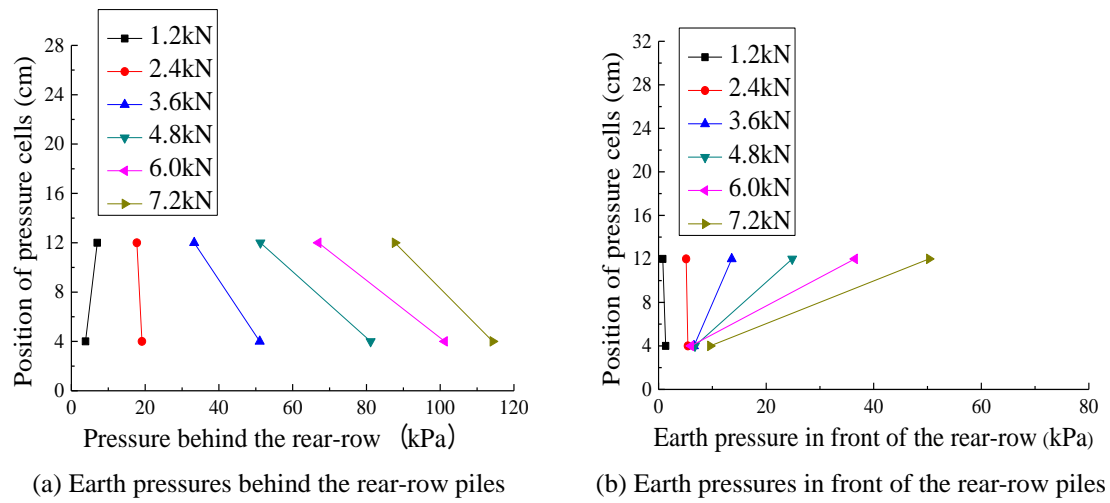 1.2kN
2.4kN
3.6kN
4.8kN
6.0kN
7.2kN
28
24
20
16
12
8
4
0
Position of pressure cells (cm)
0 20 40 60 80 100 120
Pressure behind the rear-row (kPa)
(a) Earth pressures behind the rear-row piles
1.2kN
2.4kN
3.6kN
4.8kN
6.0kN
7.2kN
32
28
24
20
16
12
8
4
0
Position of pressure cells (cm)
0 20 40 60 80
Earth pressure in front of the rear-row (kPa)
(b) Earth pressures in front of the rear-row piles